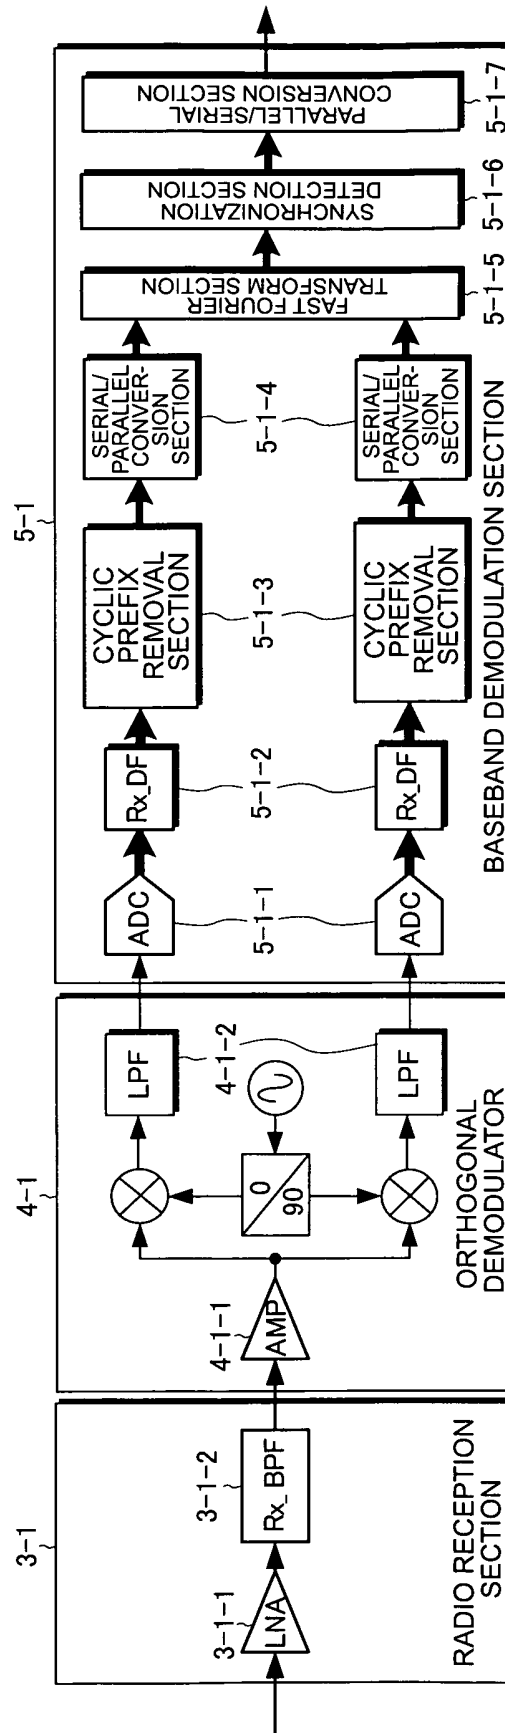 3-1
3-1-1
LNA
3-1-2
Rx_BPF
RADIO RECEPTION
SECTION
4-1
4-1-1
AMP
0
90
4-1-2
LPF
LPF
ORTHOGONAL
DEMODULATOR
5-1
ADC
5-1-1
ADC
Rx_DF
5-1-2
Rx_DF
CYCLIC
PREFIX
REMOVAL
SECTION
5-1-3
CYCLIC
PREFIX
REMOVAL
SECTION
SERIAL/
PARALLEL
CONVER-
SION
SECTION
5-1-4
SERIAL/
PARALLEL
CONVER-
SION
SECTION
FAST FOURIER
TRANSFORM SECTION
5-1-5
SYNCHRONIZATION
DETECTION SECTION
5-1-6
PARALLEL/SERIAL
CONVERSION SECTION
5-1-7
BASEBAND DEMODULATION SECTION